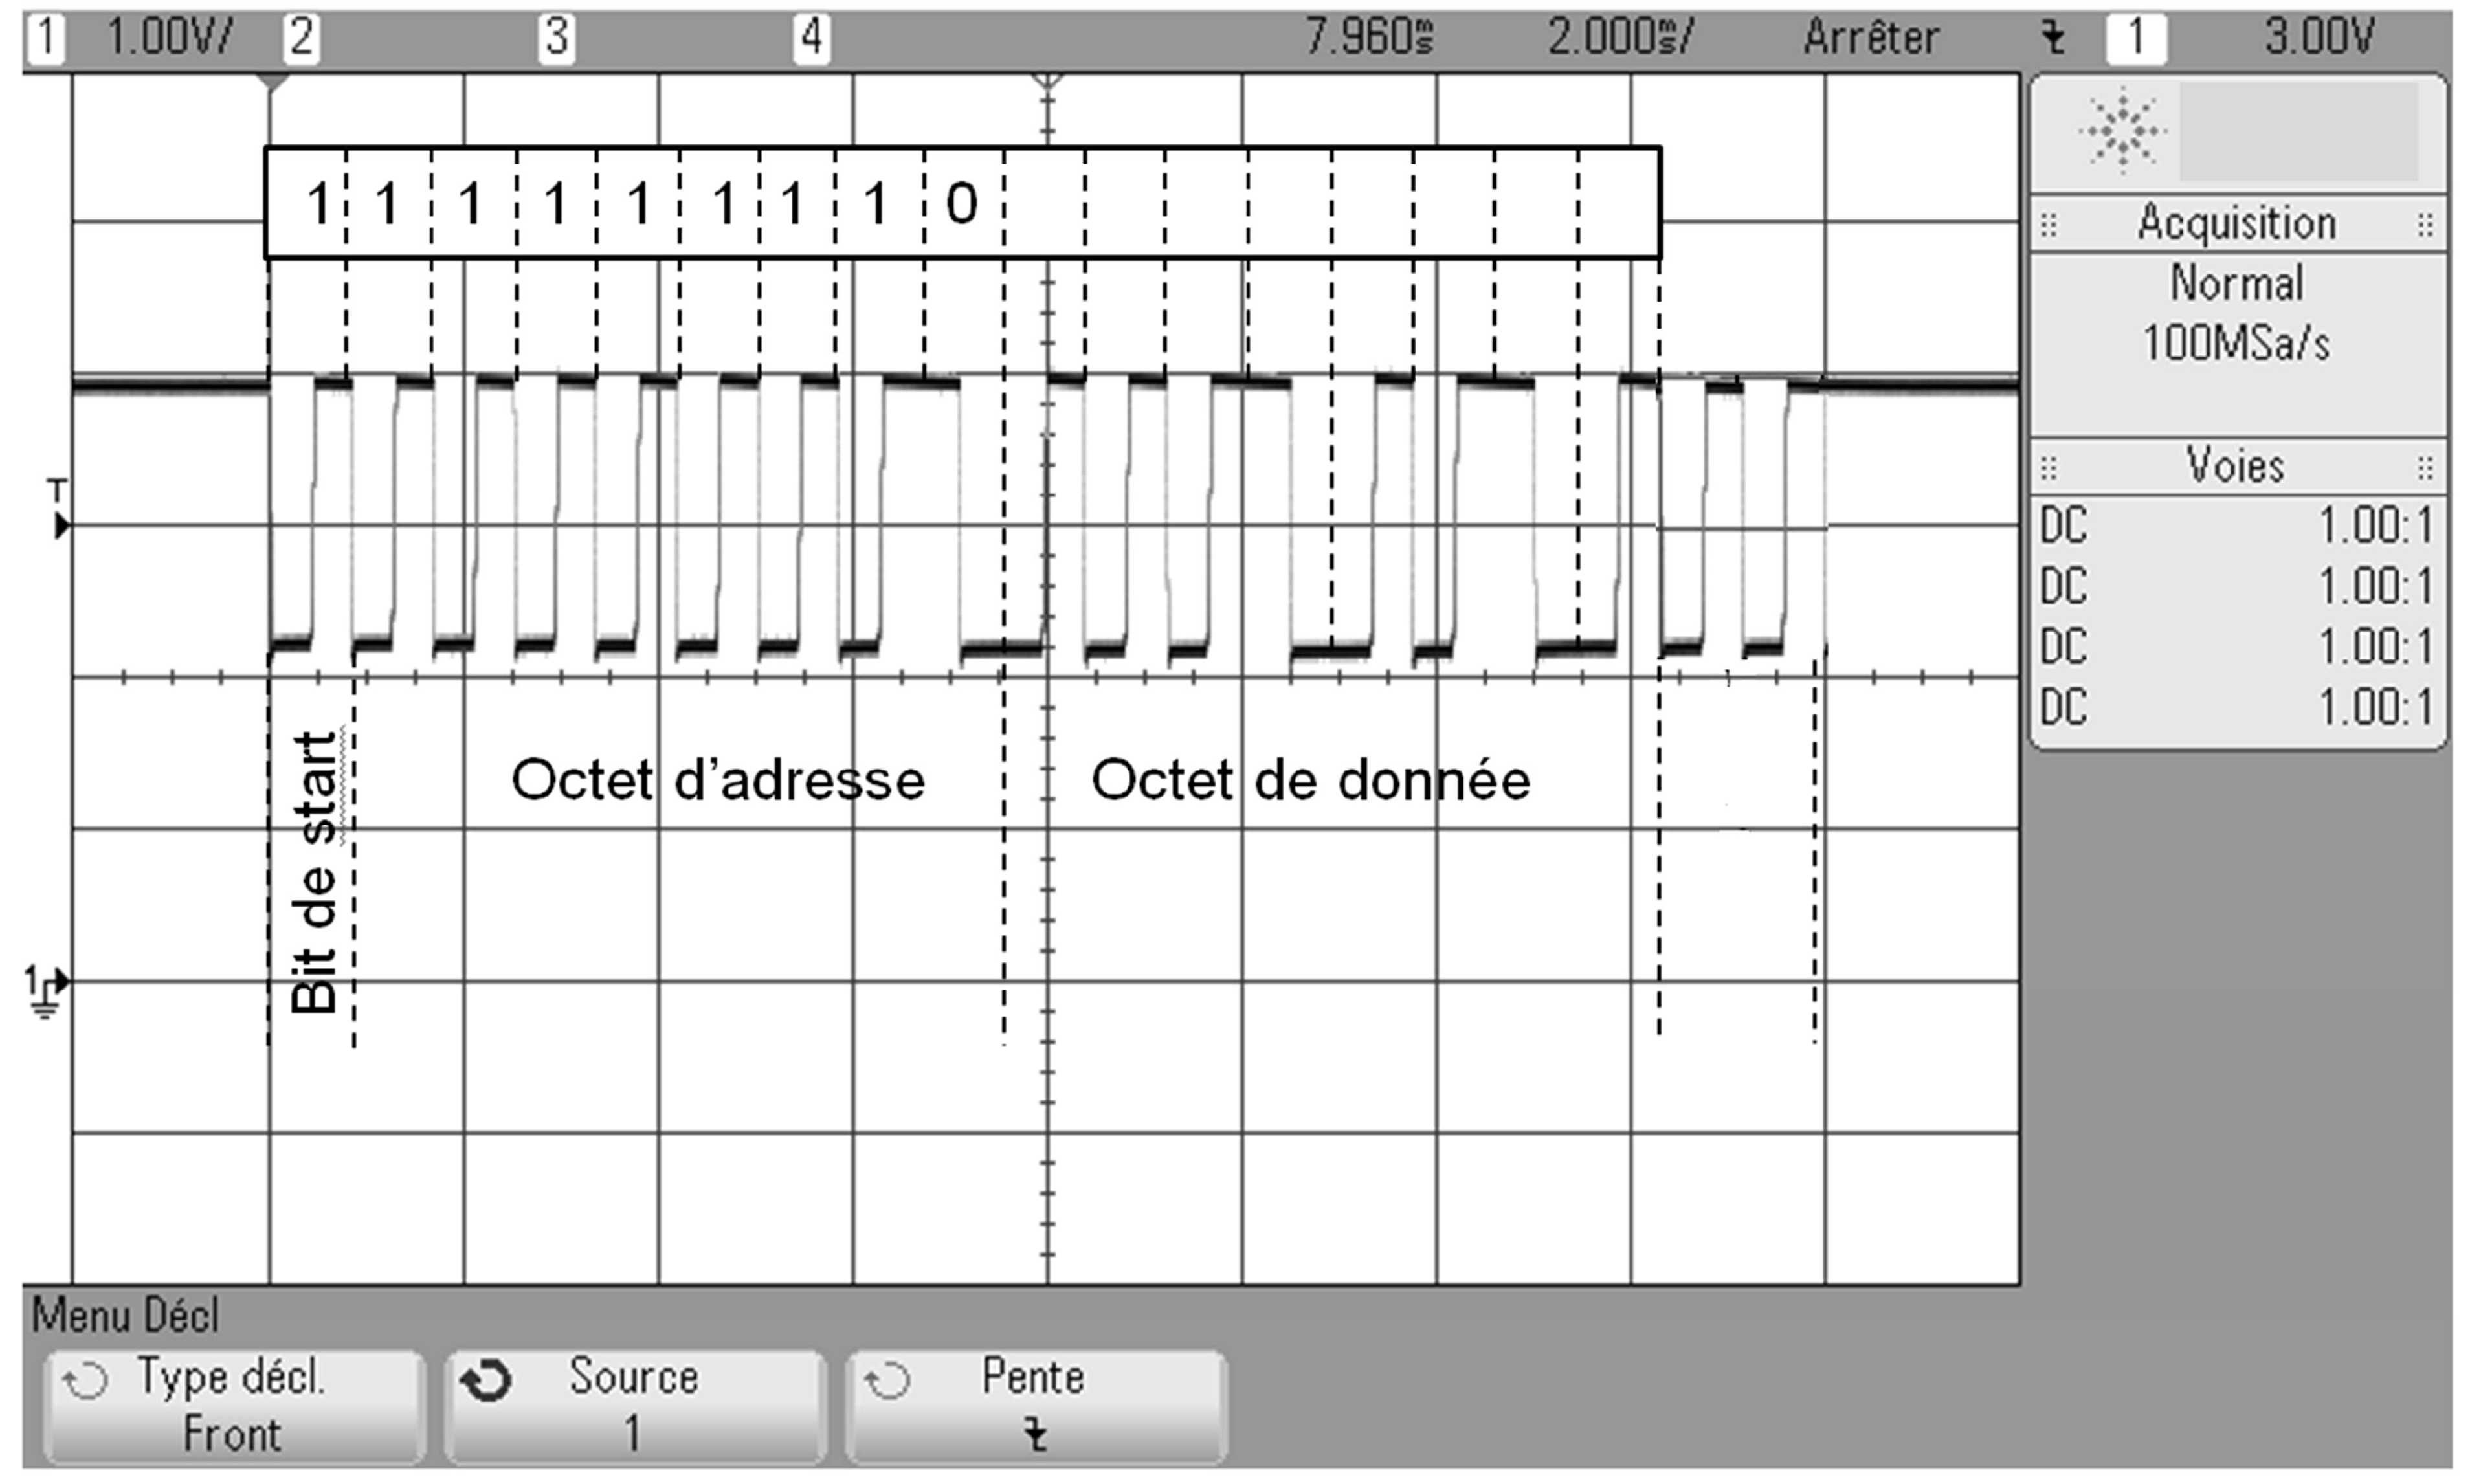 1 1.00V/ 2 3 4 7.960ms 2.000ms/ Arrêter 1 3.00V
1 1 1 1 1 1 1 1 0
Acquisition
Normal
100MSa/s
Voies
DC 1.00:1
DC 1.00:1
DC 1.00:1
DC 1.00:1
T
Bit de start
Octet d’adresse
Octet de donnée
1
Menu Décl
Type décl.
Front
Source
1
Pente